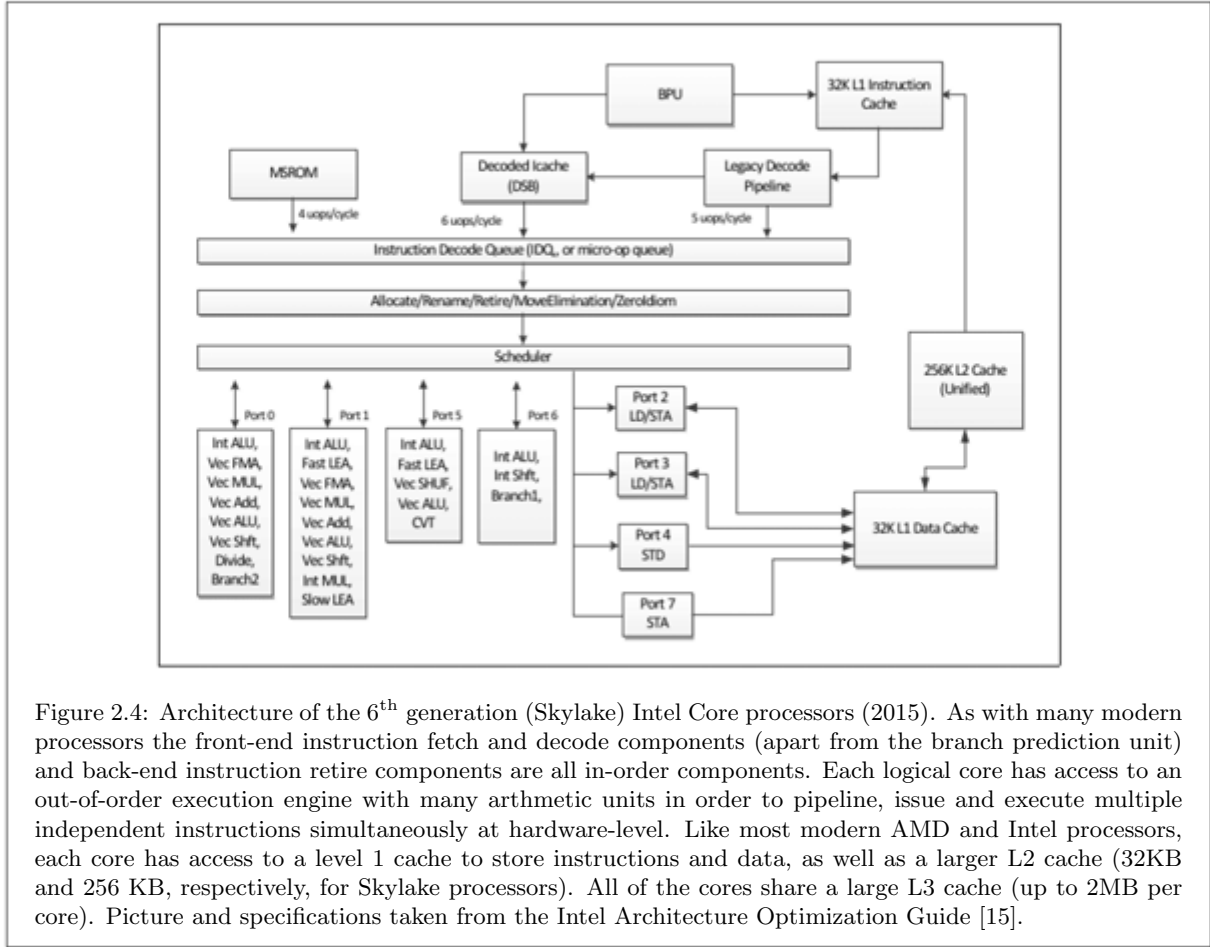 BPU
32K L1 Instruction
Cache
MSROM
Decoded Icache
(DSB)
Legacy Decode
Pipeline
4 uops/cycle
6 uops/cycle
5 uops/cycle
Instruction Decode Queue (IDQ,, or micro-op queue)
Allocate/Rename/Retire/MoveElimination/ZeroIdiom
Scheduler
256K L2 Cache
(Unified)
Port 0
Port 1
Port 5
Port 6
Int ALU,
Vec FMA,
Vec MUL,
Vec Add,
Vec ALU,
Vec Shft,
Divide,
Branch2
Int ALU,
Fast LEA,
Vec FMA,
Vec MUL,
Vec Add,
Vec ALU,
Vec Shft,
Int MUL,
Slow LEA
Int ALU,
Fast LEA,
Vec SHUF,
Vec ALU,
CVT
Int ALU,
Int Shft,
Branch1,
Port 2
LD/STA
Port 3
LD/STA
Port 4
STD
Port 7
STA
32K L1 Data Cache
Figure 2.4: Architecture of the 6th generation (Skylake) Intel Core processors (2015). As with many modern
processors the front-end instruction fetch and decode components (apart from the branch prediction unit)
and back-end instruction retire components are all in-order components. Each logical core has access to an
out-of-order execution engine with many arithmetic units in order to pipeline, issue and execute multiple
independent instructions simultaneously at hardware-level. Like most modern AMD and Intel processors,
each core has access to a level 1 cache to store instructions and data, as well as a larger L2 cache (32KB
and 256 KB, respectively, for Skylake processors). All of the cores share a large L3 cache (up to 2MB per
core). Picture and specifications taken from the Intel Architecture Optimization Guide [15].